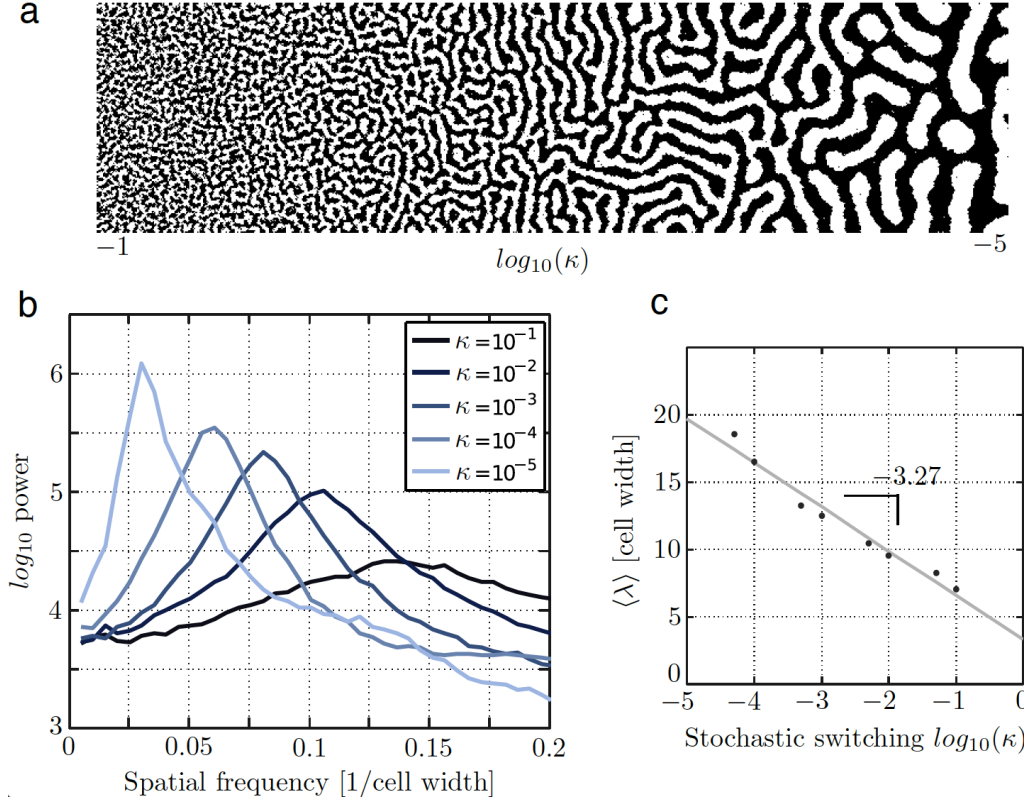 a
−1
−5
log10(κ)
b
κ=10−1
κ=10−2
κ=10−3
κ=10−4
κ=10−5
6
5
4
3
log10 power
0
0.05
0.1
0.15
0.2
Spatial frequency [1/cell width]
c
20
15
10
5
0
−3.27
⟨λ⟩ [cell width]
−5
−4
−3
−2
−1
0
Stochastic switching log10(κ)